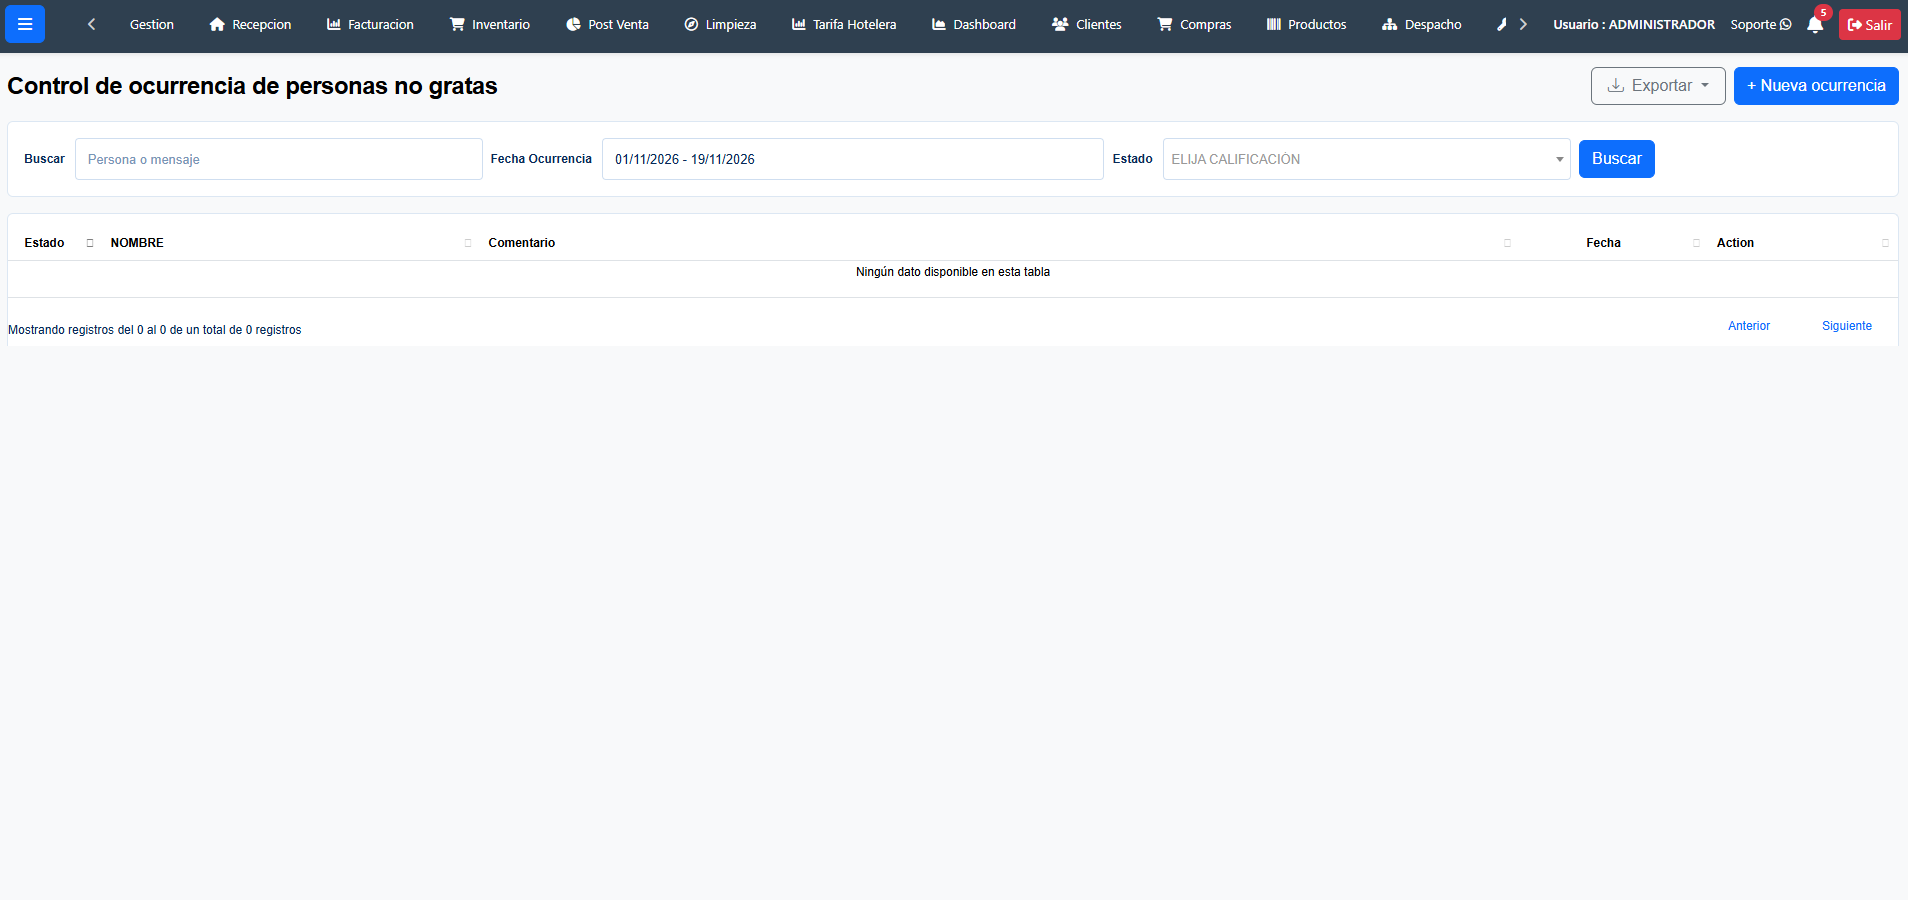 Gestion Recepcion Facturacion Inventario Post Venta Limpieza Tarifa Hotelera Dashboard Clientes Compras Productos Despacho Usuario : ADMINISTRADOR Soporte 5 Salir
Control de ocurrencia de personas no gratas Exportar + Nueva ocurrencia
Buscar Persona o mensaje Fecha Ocurrencia 01/11/2026 - 19/11/2026 Estado ELIJA CALIFICACIÓN Buscar
Estado NOMBRE Comentario Fecha Action
Ningún dato disponible en esta tabla
Mostrando registros del 0 al 0 de un total de 0 registros Anterior Siguiente